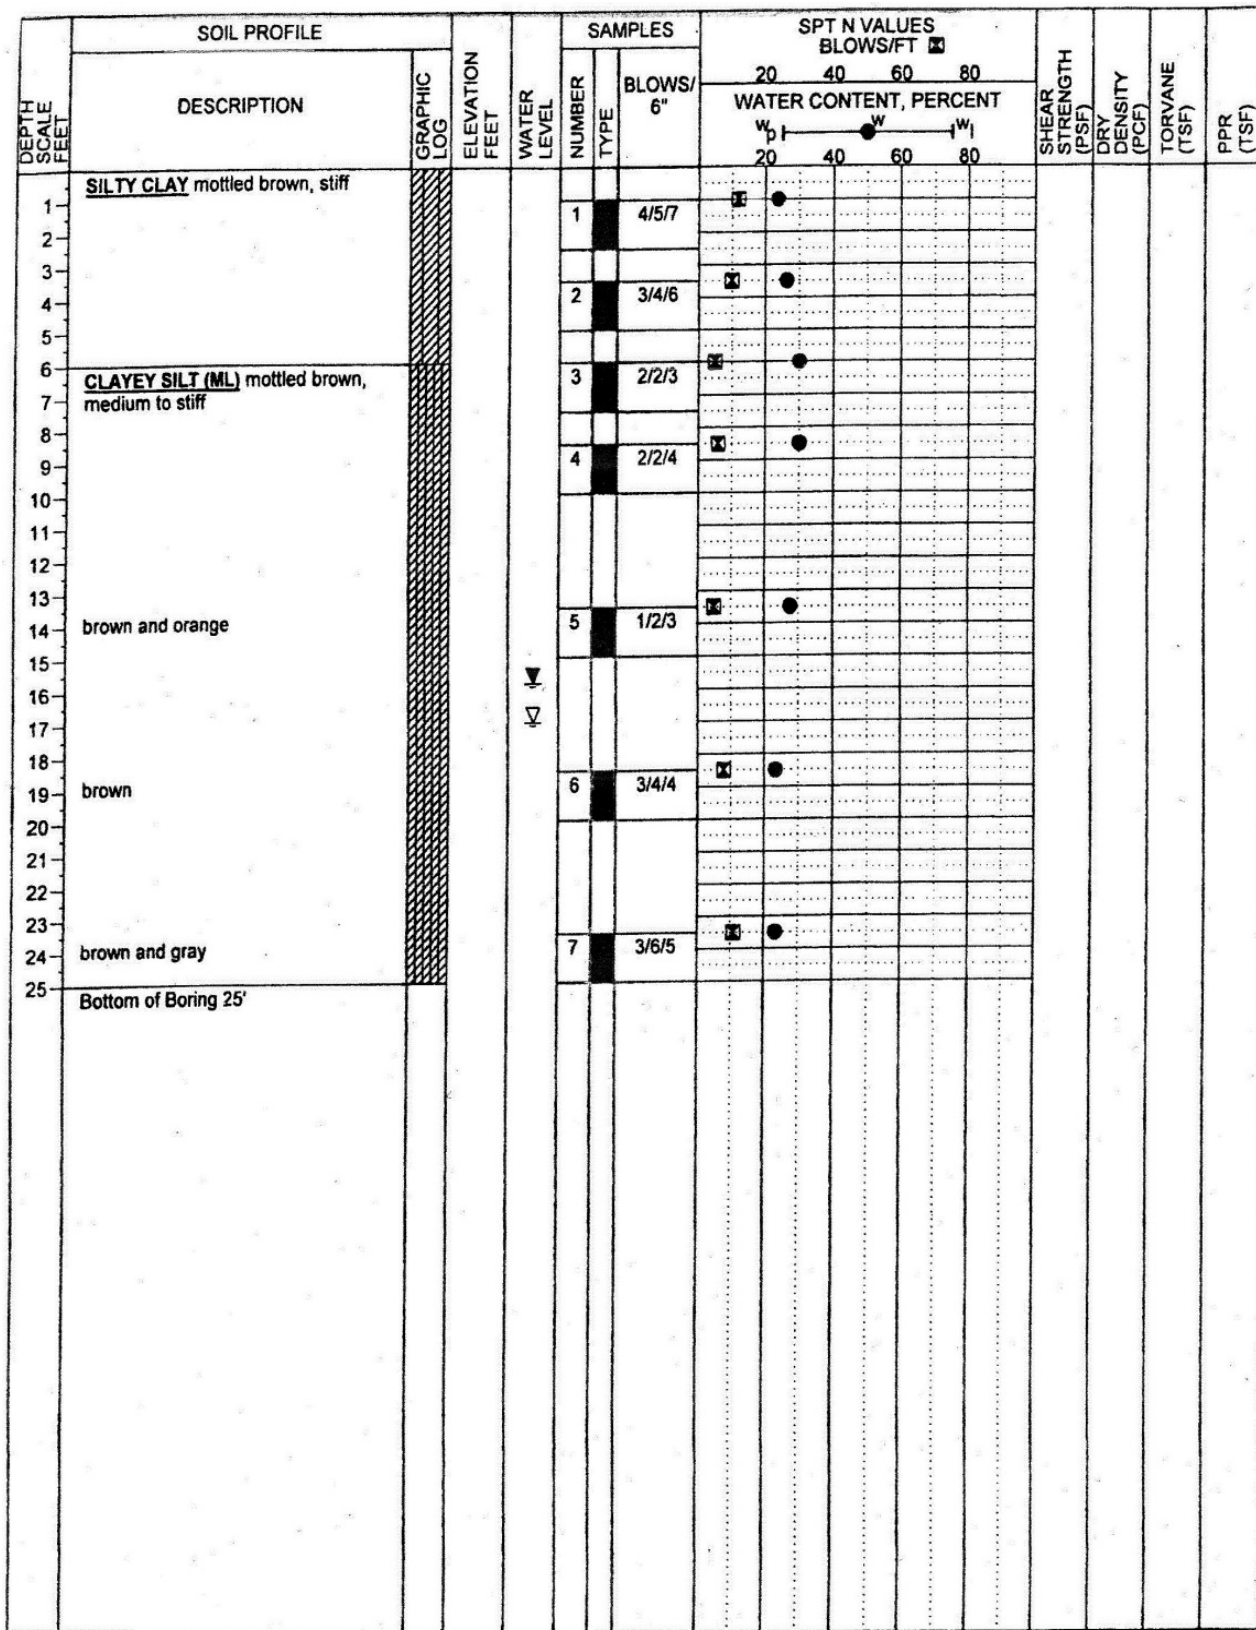 DEPTH
SCALE
FEET
SOIL PROFILE
DESCRIPTION
GRAPHIC
LOG
ELEVATION
FEET
WATER
LEVEL
SAMPLES
NUMBER
TYPE
BLOWS/
6"
SPT N VALUES
BLOWS/FT
20 40 60 80
WATER CONTENT, PERCENT
Wp W Wl
20 40 60 80
SHEAR
STRENGTH
(PSF)
DRY
DENSITY
(PCF)
TORVANE
(TSF)
PPR
(TSF)
SILTY CLAY mottled brown, stiff
1
1 4/5/7
2
3
2 3/4/6
4
5
6
CLAYEY SILT (ML) mottled brown,
3 2/2/3
medium to stiff
7
8
4 2/2/4
9
10
11
12
13
brown and orange
5 1/2/3
14
15
16
17
18
brown
6 3/4/4
19
20
21
22
23
brown and gray
7 3/6/5
24
25
Bottom of Boring 25'